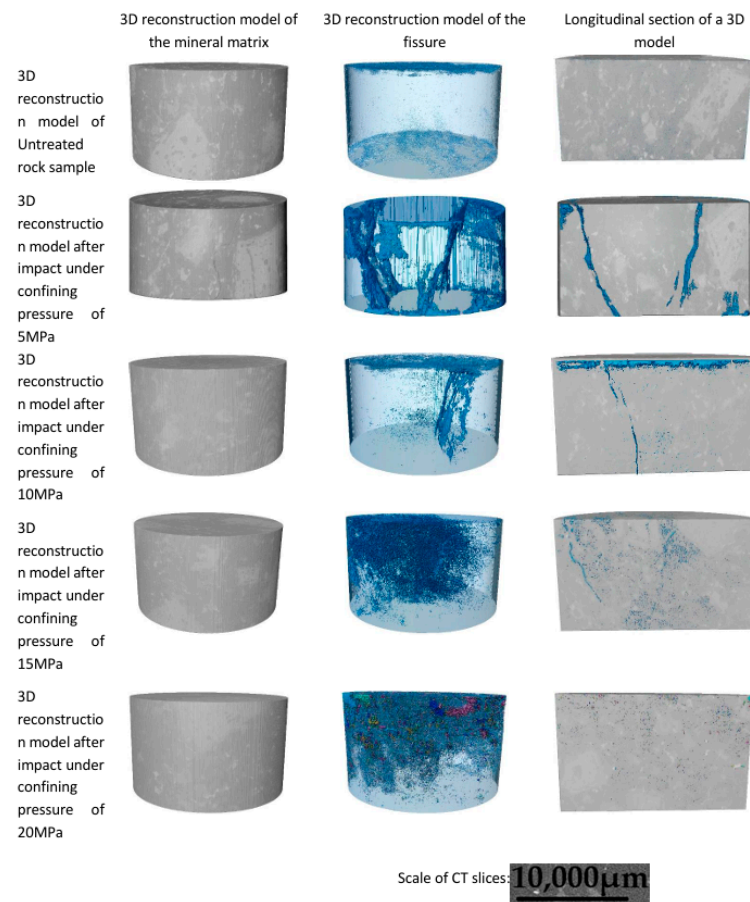 3D reconstruction model of
the mineral matrix
3D reconstruction model of the
fissure
Longitudinal section of a 3D
model
3D
reconstructio
n model of
Untreated
rock sample
3D
reconstructio
n model after
impact under
confining
pressure of
5MPa
3D
reconstructio
n model after
impact under
confining
pressure of
10MPa
3D
reconstructio
n model after
impact under
confining
pressure of
15MPa
3D
reconstructio
n model after
impact under
confining
pressure of
20MPa
Scale of CT slices: 10,000μm